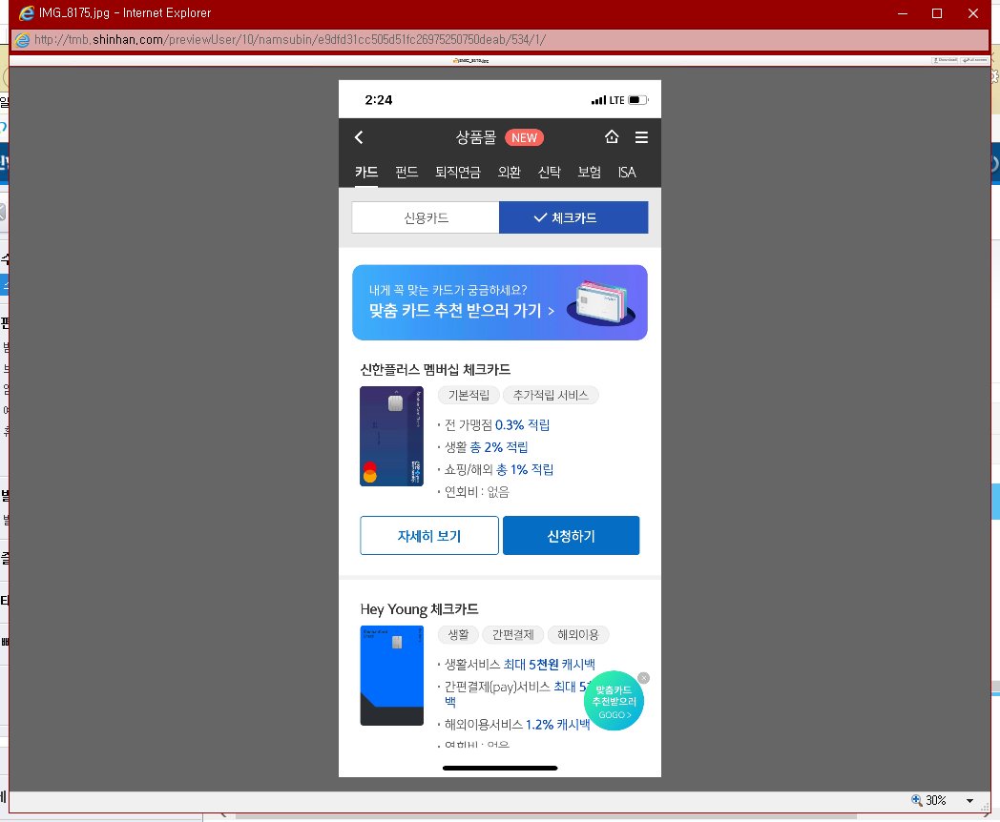 IMG_8175.jpg - Internet Explorer
http://tmb.shinhan.com/previewUser/10/namsubin/e9dfd31cc505d51fc26975250750deab/534/1/
2:24
LTE
상품몰 NEW
카드 펀드 퇴직연금 외환 신탁 보험 ISA
신용카드 체크카드
내게 꼭 맞는 카드가 궁금하세요?
맞춤 카드 추천 받으러 가기 >
신한플러스 멤버십 체크카드
기본적립 추가적립 서비스
· 전 가맹점 0.3% 적립
· 생활 총 2% 적립
· 쇼핑/해외 총 1% 적립
· 연회비 : 없음
자세히 보기 신청하기
Hey Young 체크카드
생활 간편결제 해외이용
· 생활서비스 최대 5천원 캐시백
· 간편결제(pay)서비스 최대 5
백
· 해외이용서비스 1.2% 캐시백
· 연회비 : 없음
맞춤카드
추천받으러
GOGO >
30%